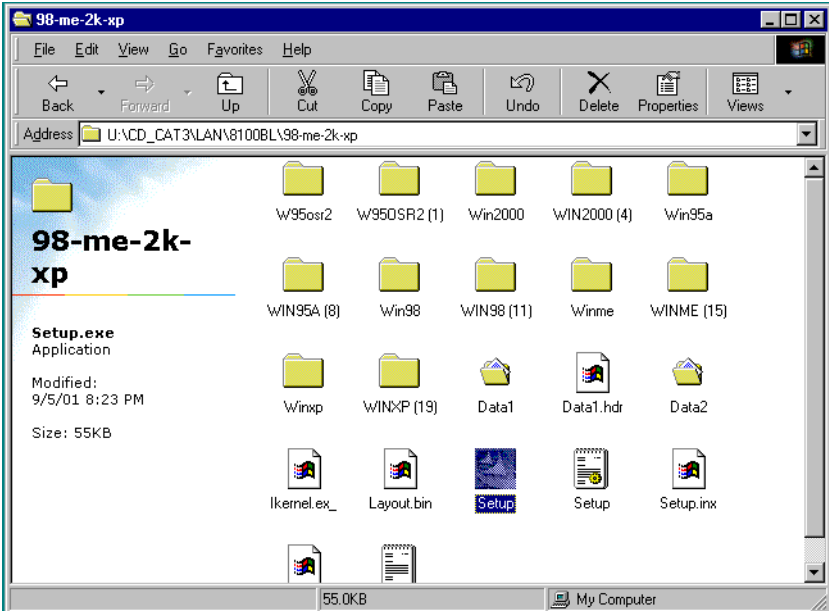 98-me-2k-xp
File Edit View Go Favorites Help
Back Forward Up Cut Copy Paste Undo Delete Properties Views
Address U:\CD_CAT3\LAN\8100BL\98-me-2k-xp
98-me-2k-
xp
Setup.exe
Application
Modified:
9/5/01 8:23 PM
Size: 55KB
W95osr2 W95OSR2 (1) Win2000 WIN2000 (4) Win95a
WIN95A (8) Win98 WIN98 (11) Winme WINME (15)
Winxp WINXP (19) Data1 Data1.hdr Data2
Ikernel.ex_ Layout.bin Setup Setup Setup.inx
55.0KB My Computer